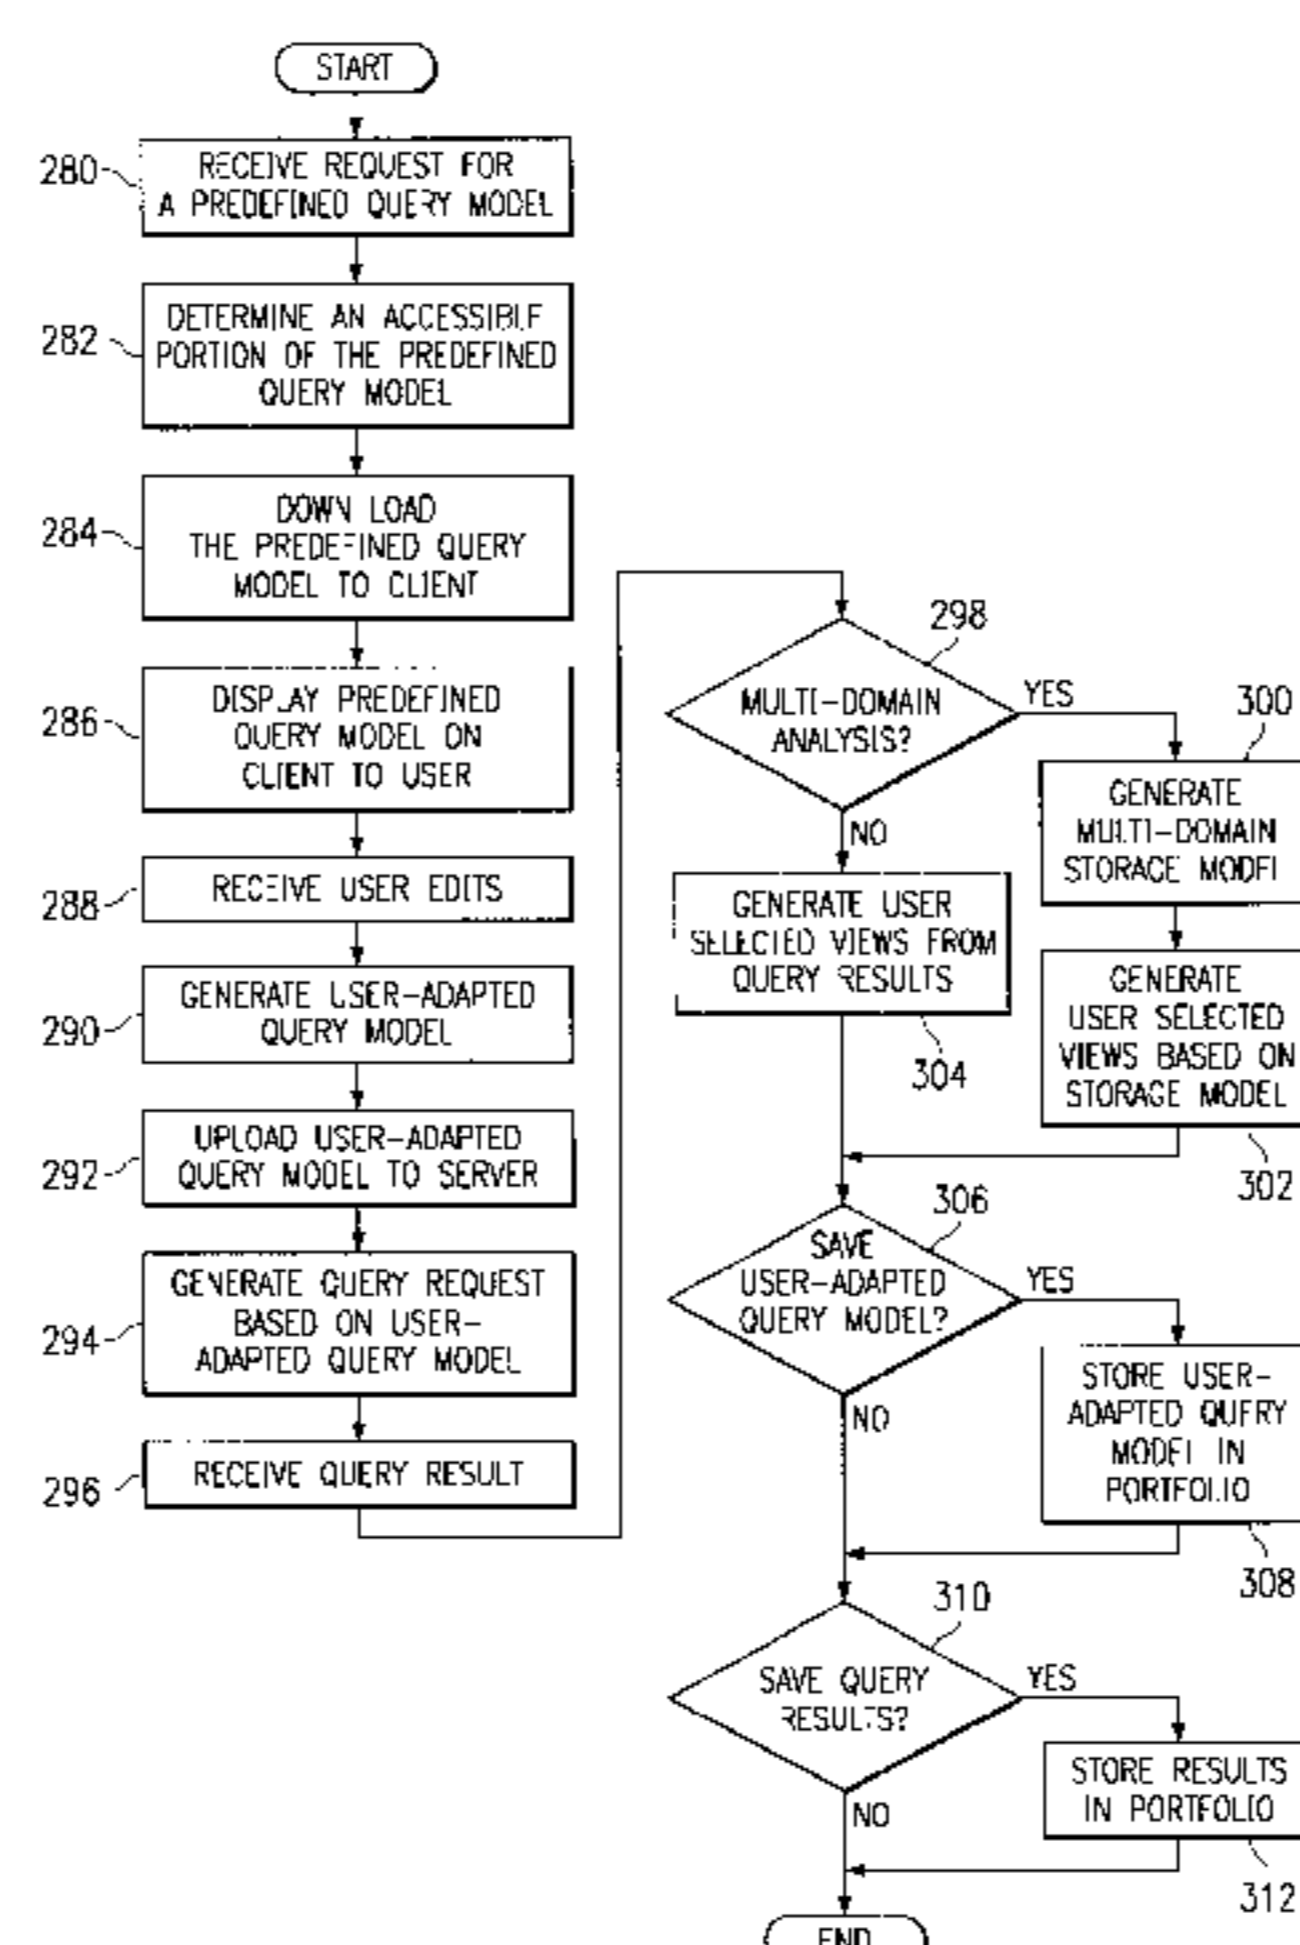 START
280
RECEIVE REQUEST FOR
A PREDEFINED QUERY MODEL
282
DETERMINE AN ACCESSIBLE
PORTION OF THE PREDEFINED
QUERY MODEL
284
DOWN LOAD
THE PREDEFINED QUERY
MODEL TO CLIENT
286
DISPLAY PREDEFINED
QUERY MODEL ON
CLIENT TO USER
288
RECEIVE USER EDITS
290
GENERATE USER-ADAPTED
QUERY MODEL
292
UPLOAD USER-ADAPTED
QUERY MODEL TO SERVER
294
GENERATE QUERY REQUEST
BASED ON USER-
ADAPTED QUERY MODEL
296
RECEIVE QUERY RESULT
298
MULTI-DOMAIN
ANALYSIS?
YES
NO
300
GENERATE
MULTI-DOMAIN
STORAGE MODEL
GENERATE USER
SELECTED VIEWS FROM
QUERY RESULTS
304
GENERATE
USER SELECTED
VIEWS BASED ON
STORAGE MODEL
302
306
SAVE
USER-ADAPTED
QUERY MODEL?
YES
NO
STORE USER-
ADAPTED QUERY
MODEL IN
PORTFOLIO
308
310
SAVE QUERY
RESULTS?
YES
NO
STORE RESULTS
IN PORTFOLIO
312
END